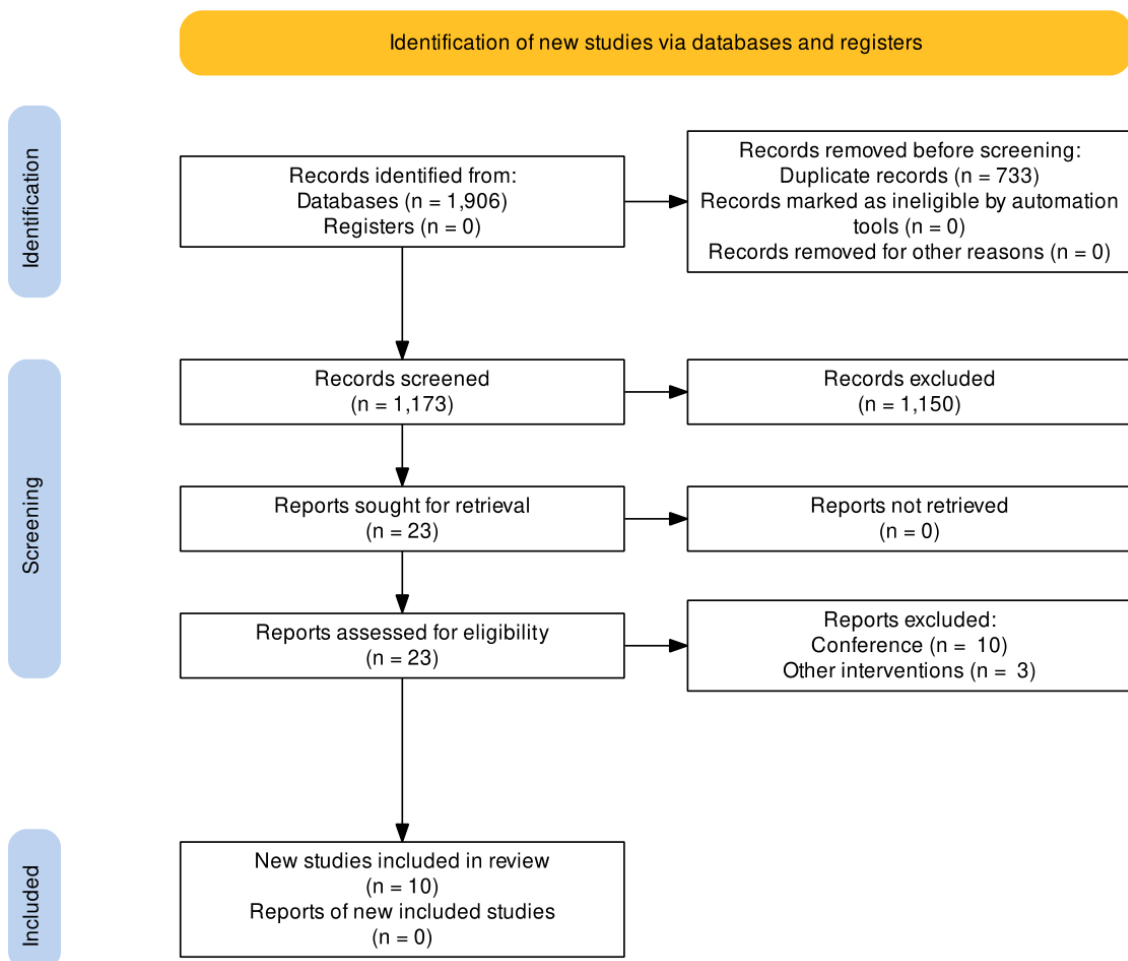 Identification of new studies via databases and registers
Identification
Records identified from:
Databases (n = 1,906)
Registers (n = 0)
Records removed before screening:
Duplicate records (n = 733)
Records marked as ineligible by automation
tools (n = 0)
Records removed for other reasons (n = 0)
Screening
Records screened
(n = 1,173)
Records excluded
(n = 1,150)
Reports sought for retrieval
(n = 23)
Reports not retrieved
(n = 0)
Reports assessed for eligibility
(n = 23)
Reports excluded:
Conference (n = 10)
Other interventions (n = 3)
Included
New studies included in review
(n = 10)
Reports of new included studies
(n = 0)